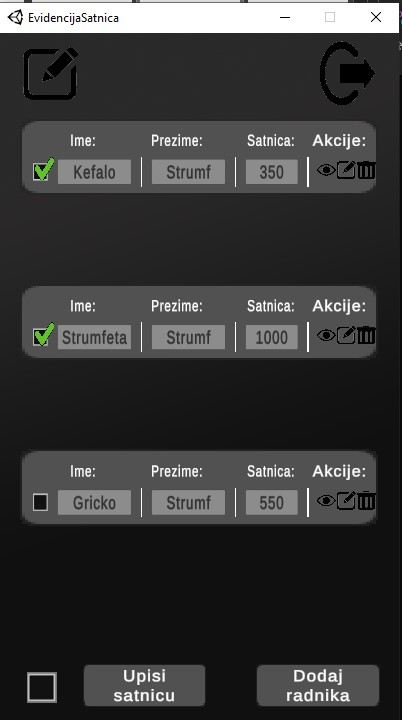 EvidencijaSatnica
Ime: Prezime: Satnica: Akcije:
Kefalo Strumf 350
Ime: Prezime: Satnica: Akcije:
Strumfeta Strumf 1000
Ime: Prezime: Satnica: Akcije:
Gricko Strumf 550
Upisi
satnicu
Dodaj
radnika